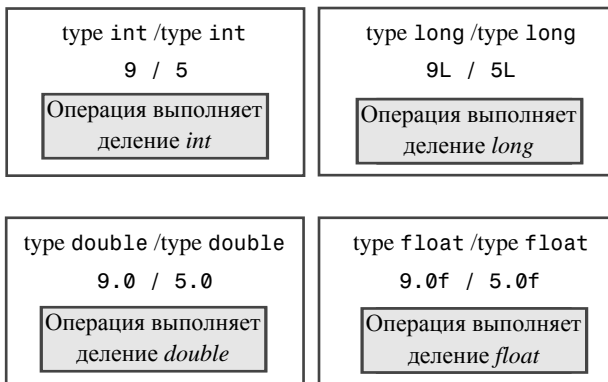 type int /type int
9 / 5
Операция выполняет
деление int
type long /type long
9L / 5L
Операция выполняет
деление long
type double /type double
9.0 / 5.0
Операция выполняет
деление double
type float /type float
9.0f / 5.0f
Операция выполняет
деление float